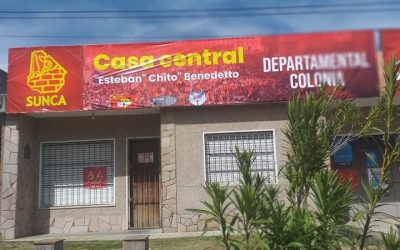 SUNCA
Casa central
Esteban "Chito" Benedetto
DEPARTAMENTAL
COLONIA